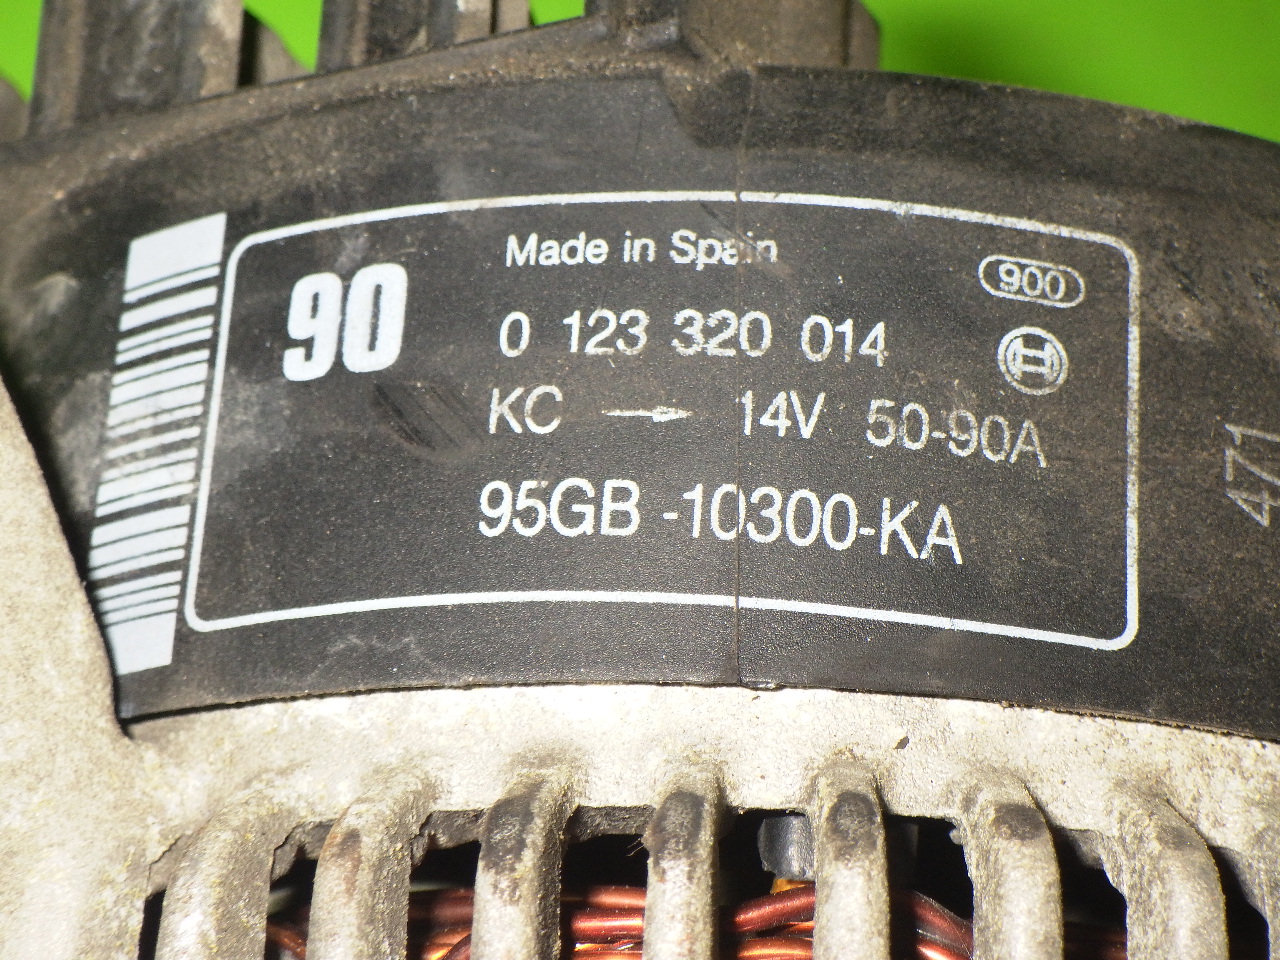 Made in Spain
900
90
0 123 320 014
KC → 14V 50-90A
95GB-10300-KA
471